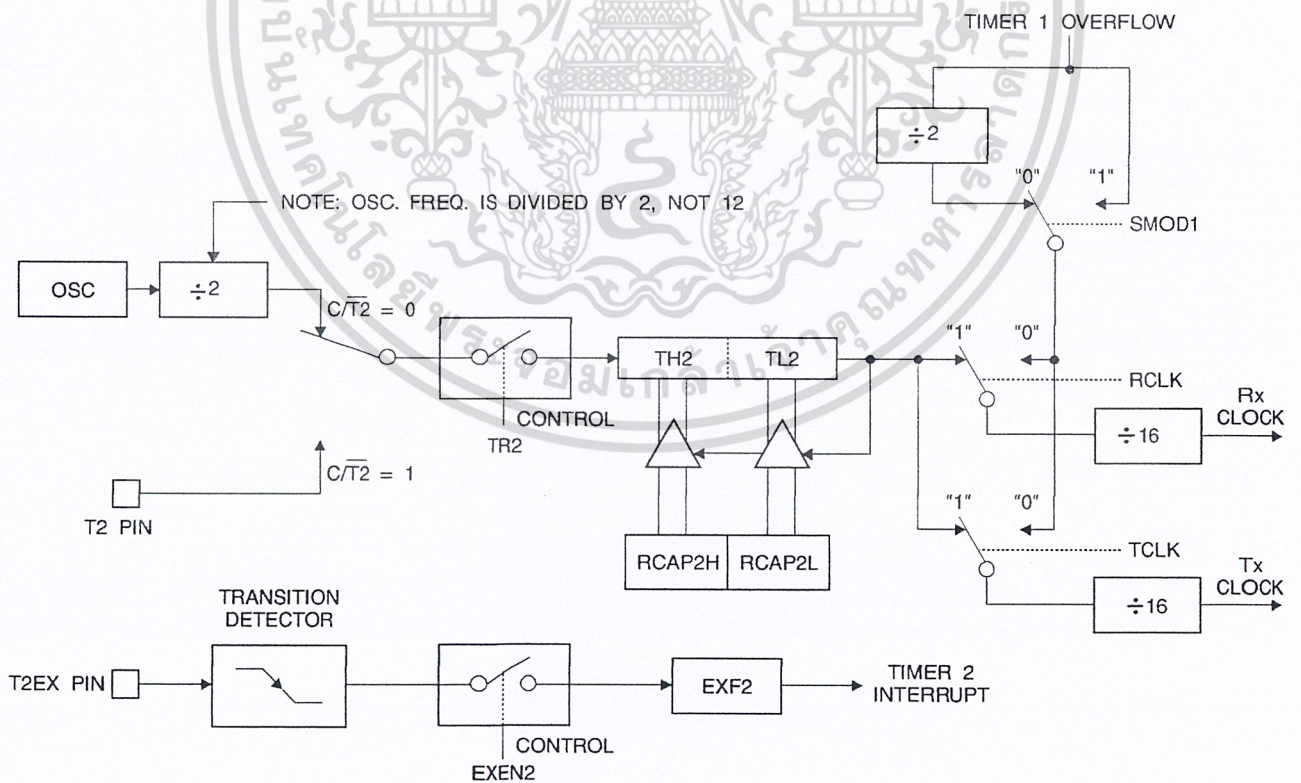 TIMER 1 OVERFLOW
÷2
"0" "1"
SMOD1
NOTE: OSC. FREQ. IS DIVIDED BY 2, NOT 12
OSC
÷2
C/T2 = 0
TH2 TL2
"1" "0"
RCLK
Rx
CLOCK
÷16
CONTROL
TR2
C/T2 = 1
T2 PIN
RCAP2H RCAP2L
"1" "0"
TCLK
Tx
CLOCK
÷16
TRANSITION
DETECTOR
T2EX PIN
EXF2
TIMER 2
INTERRUPT
CONTROL
EXEN2